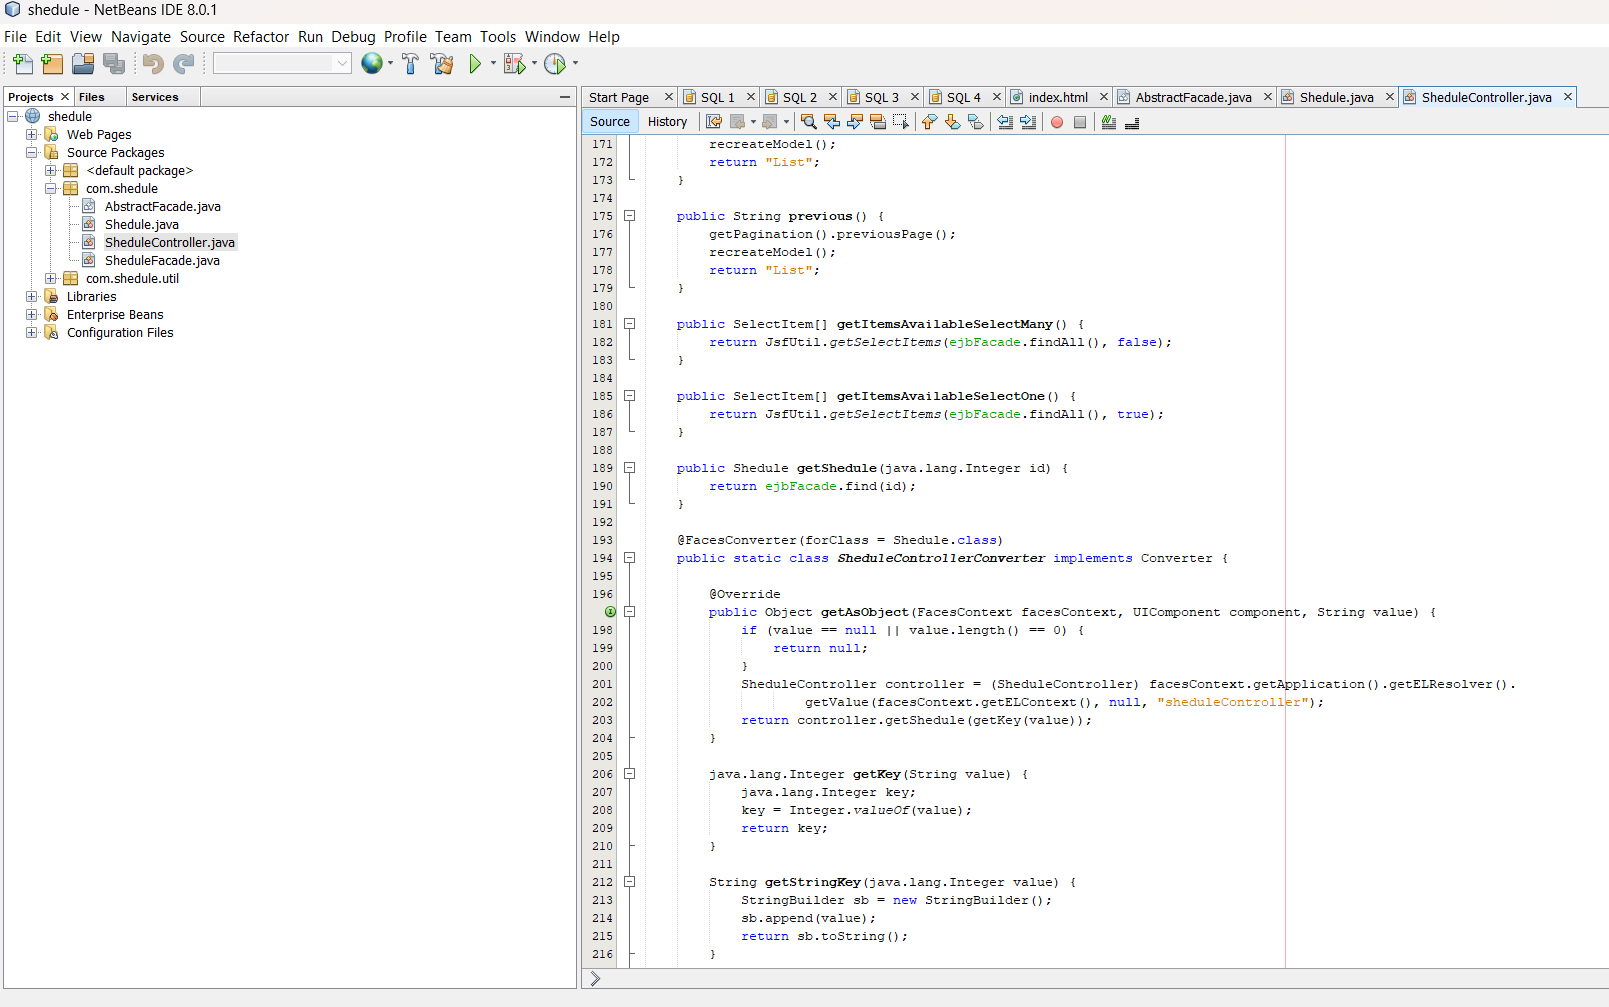 shedule - NetBeans IDE 8.0.1
File Edit View Navigate Source Refactor Run Debug Profile Team Tools Window Help
Projects Files Services
shedule
Web Pages
Source Packages
<default package>
com.shedule
AbstractFacade.java
Shedule.java
SheduleController.java
SheduleFacade.java
com.shedule.util
Libraries
Enterprise Beans
Configuration Files
Start Page SQL 1 SQL 2 SQL 3 SQL 4 index.html AbstractFacade.java Shedule.java SheduleController.java
Source History
171 recreateModel();
172 return "List";
173 }
174
175 public String previous() {
176 getPagination().previousPage();
177 recreateModel();
178 return "List";
179 }
180
181 public SelectItem[] getItemsAvailableSelectMany() {
182 return JsfUtil.getSelectItems(ejbFacade.findAll(), false);
183 }
184
185 public SelectItem[] getItemsAvailableSelectOne() {
186 return JsfUtil.getSelectItems(ejbFacade.findAll(), true);
187 }
188
189 public Shedule getShedule(java.lang.Integer id) {
190 return ejbFacade.find(id);
191 }
192
193 @FacesConverter(forClass = Shedule.class)
194 public static class SheduleControllerConverter implements Converter {
195
196 @Override
public Object getAsObject(FacesContext facesContext, UIComponent component, String value) {
198 if (value == null || value.length() == 0) {
199 return null;
200 }
201 SheduleController controller = (SheduleController) facesContext.getApplication().getELResolver().
202 getValue(facesContext.getELContext(), null, "sheduleController");
203 return controller.getShedule(getKey(value));
204 }
205
206 java.lang.Integer getKey(String value) {
207 java.lang.Integer key;
208 key = Integer.valueOf(value);
209 return key;
210 }
211
212 String getStringKey(java.lang.Integer value) {
213 StringBuilder sb = new StringBuilder();
214 sb.append(value);
215 return sb.toString();
216 }